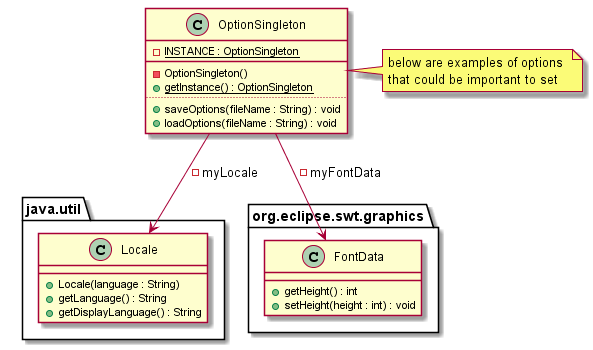 C OptionSingleton
INSTANCE : OptionSingleton
OptionSingleton()
getInstance() : OptionSingleton
saveOptions(fileName : String) : void
loadOptions(fileName : String) : void
below are examples of options
that could be important to set
myLocale
myFontData
java.util
C Locale
Locale(language : String)
getLanguage() : String
getDisplayLanguage() : String
org.eclipse.swt.graphics
C FontData
getHeight() : int
setHeight(height : int) : void